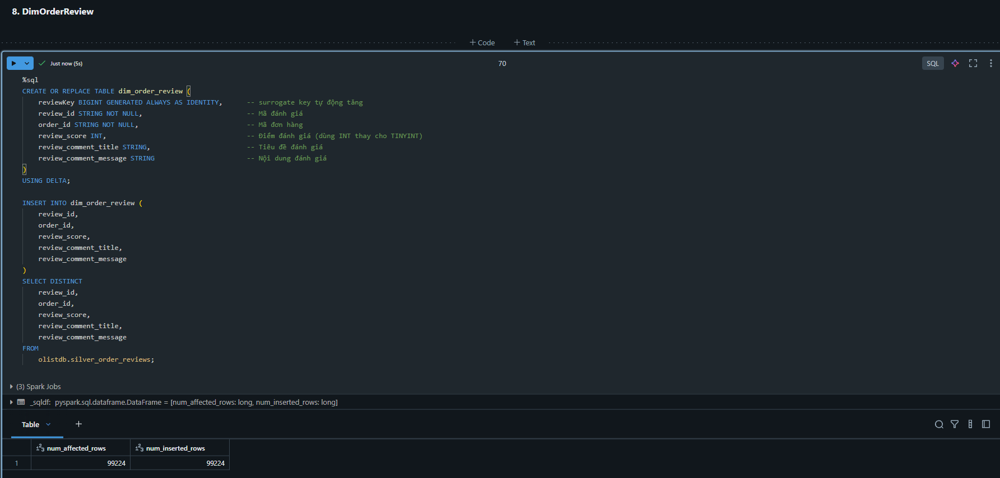 8. DimOrderReview
+ Code + Text
Just now (5s)
70
SQL
%sql
CREATE OR REPLACE TABLE dim_order_review (
reviewKey BIGINT GENERATED ALWAYS AS IDENTITY, -- surrogate key tự động tăng
review_id STRING NOT NULL, -- Mã đánh giá
order_id STRING NOT NULL, -- Mã đơn hàng
review_score INT, -- Điểm đánh giá (dùng INT thay cho TINYINT)
review_comment_title STRING, -- Tiêu đề đánh giá
review_comment_message STRING -- Nội dung đánh giá
)
USING DELTA;
INSERT INTO dim_order_review (
review_id,
order_id,
review_score,
review_comment_title,
review_comment_message
)
SELECT DISTINCT
review_id,
order_id,
review_score,
review_comment_title,
review_comment_message
FROM
olistdb.silver_order_reviews;
(3) Spark Jobs
_sqldf: pyspark.sql.dataframe.DataFrame = [num_affected_rows: long, num_inserted_rows: long]
Table +
123 num_affected_rows 123 num_inserted_rows
1 99224 99224